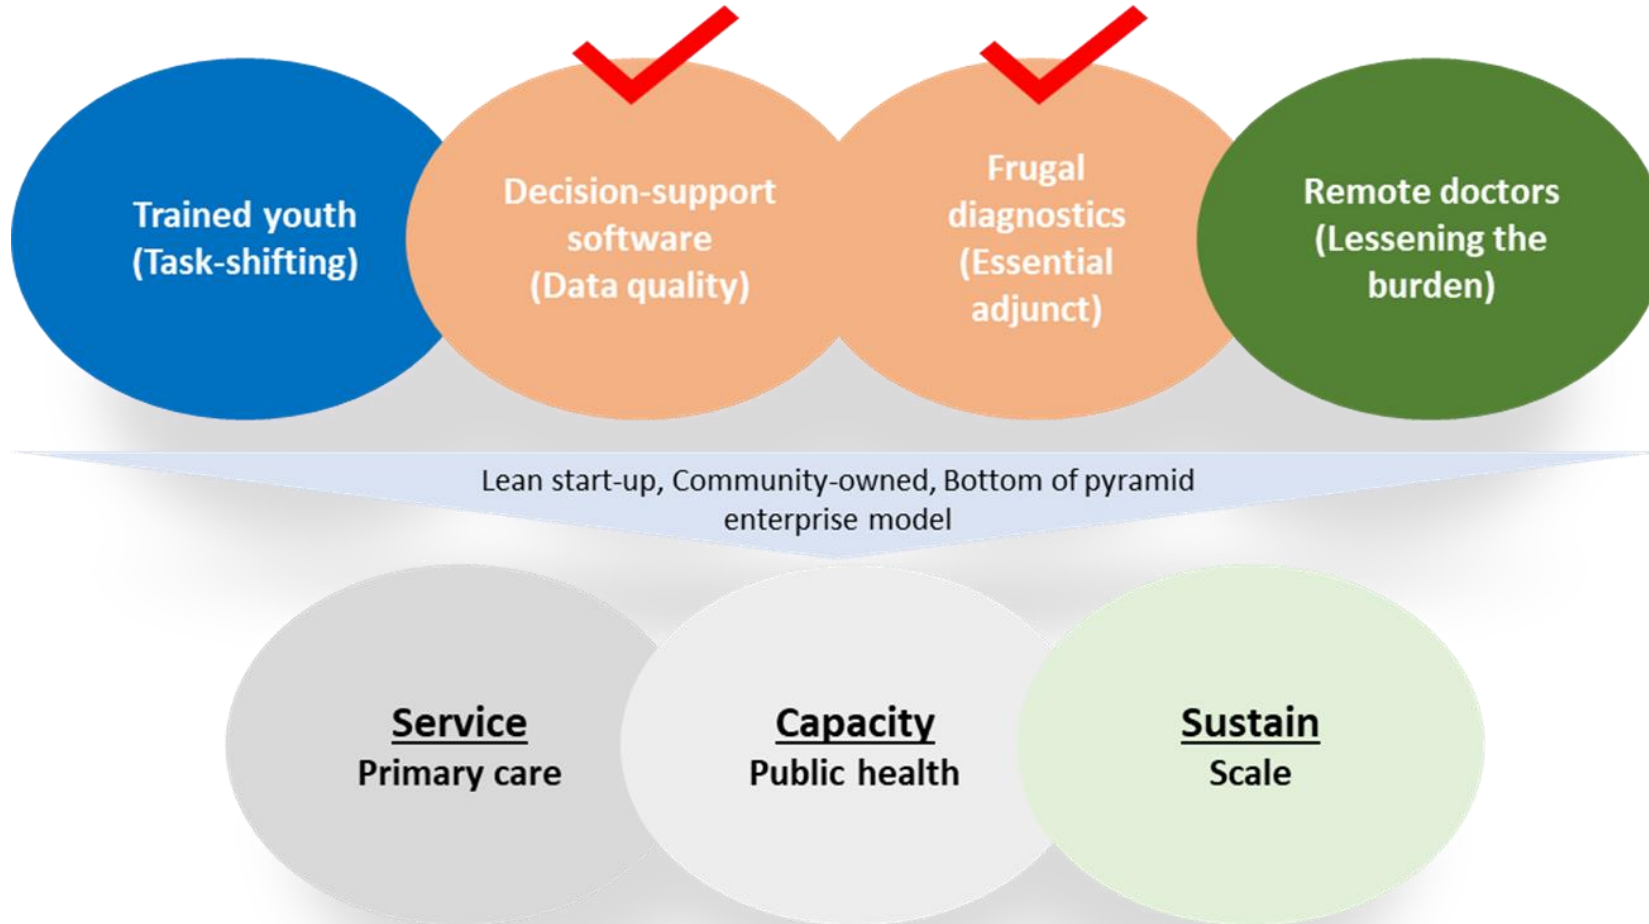 Trained youth
(Task-shifting)
Decision-support
software
(Data quality)
Frugal
diagnostics
(Essential
adjunct)
Remote doctors
(Lessening the
burden)
Lean start-up, Community-owned, Bottom of pyramid
enterprise model
Service
Primary care
Capacity
Public health
Sustain
Scale